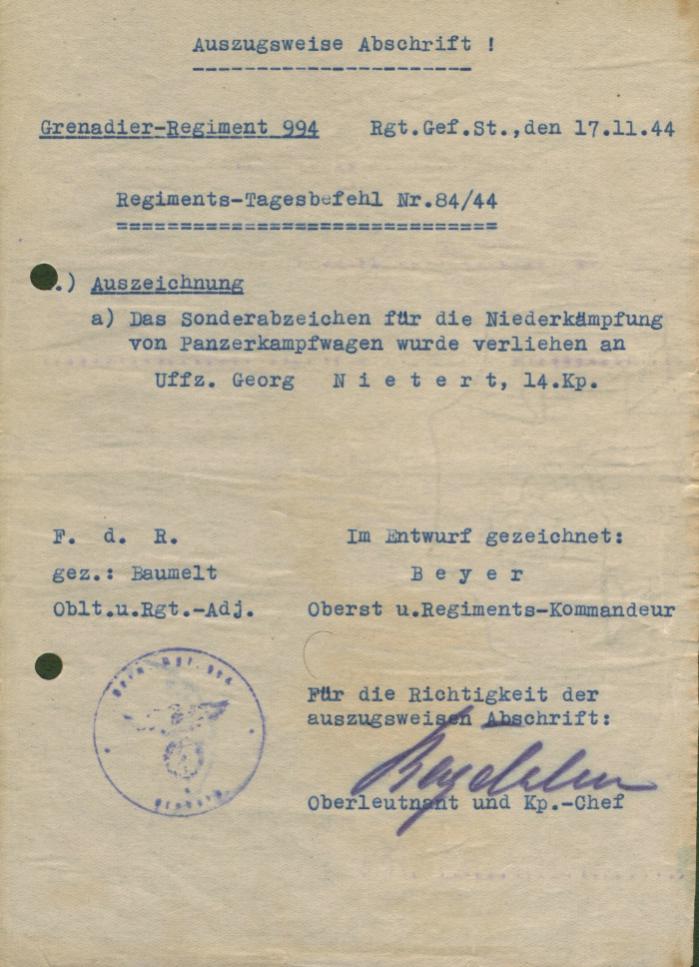 Auszugsweise Abschrift !
Grenadier-Regiment 994 Rgt.Gef.St.,den 17.11.44
Regiments-Tagesbefehl Nr.84/44
.) Auszeichnung
a) Das Sonderabzeichen für die Niederkämpfung
von Panzerkampfwagen wurde verliehen an
Uffz. Georg N i e t e r t, 14.Kp.
F. d. R. Im Entwurf gezeichnet:
gez.: Baumelt B e y e r
Oblt.u.Rgt.-Adj. Oberst u.Regiments-Kommandeur
Für die Richtigkeit der
auszugsweisen Abschrift:
Oberleutnant und Kp.-Chef